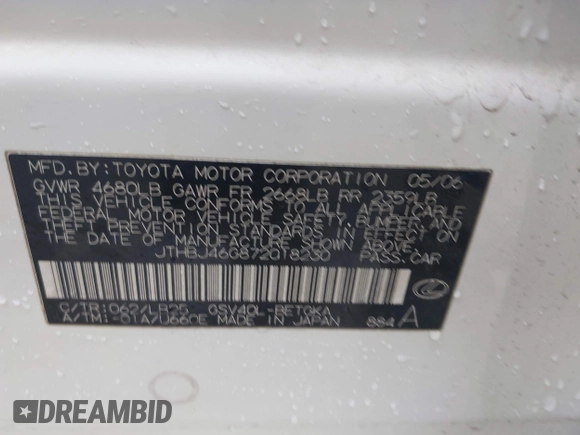 MFD.BY:TOYOTA MOTOR CORPORATION 05/06
GVWR 4680LB GAWR FR 2668LB RR 2359LB
THIS VEHICLE CONFORMS TO ALL APPLICABLE
FEDERAL MOTOR VEHICLE SAFETY, BUMPER, AND
THEFT PREVENTION STANDARDS IN EFFECT
ON THE DATE OF MANUFACTURE SHOWN ABOVE.
PASS.CAR
C/TR:062/LB25 GSV40L-BETGKA
A/TM: /U660E MADE IN JAPAN 884 A
DREAMBID